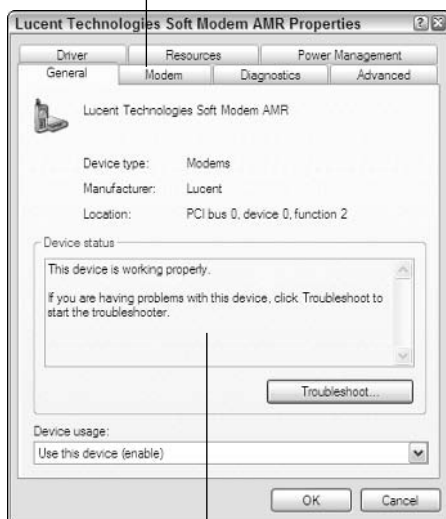 Lucent Technologies Soft Modem AMR Properties
Driver Resources Power Management
General Modem Diagnostics Advanced
Lucent Technologies Soft Modem AMR
Device type: Modems
Manufacturer: Lucent
Location: PCI bus 0, device 0, function 2
Device status
This device is working properly.
If you are having problems with this device, click Troubleshoot to
start the troubleshooter.
Troubleshoot...
Device usage:
Use this device (enable)
OK Cancel